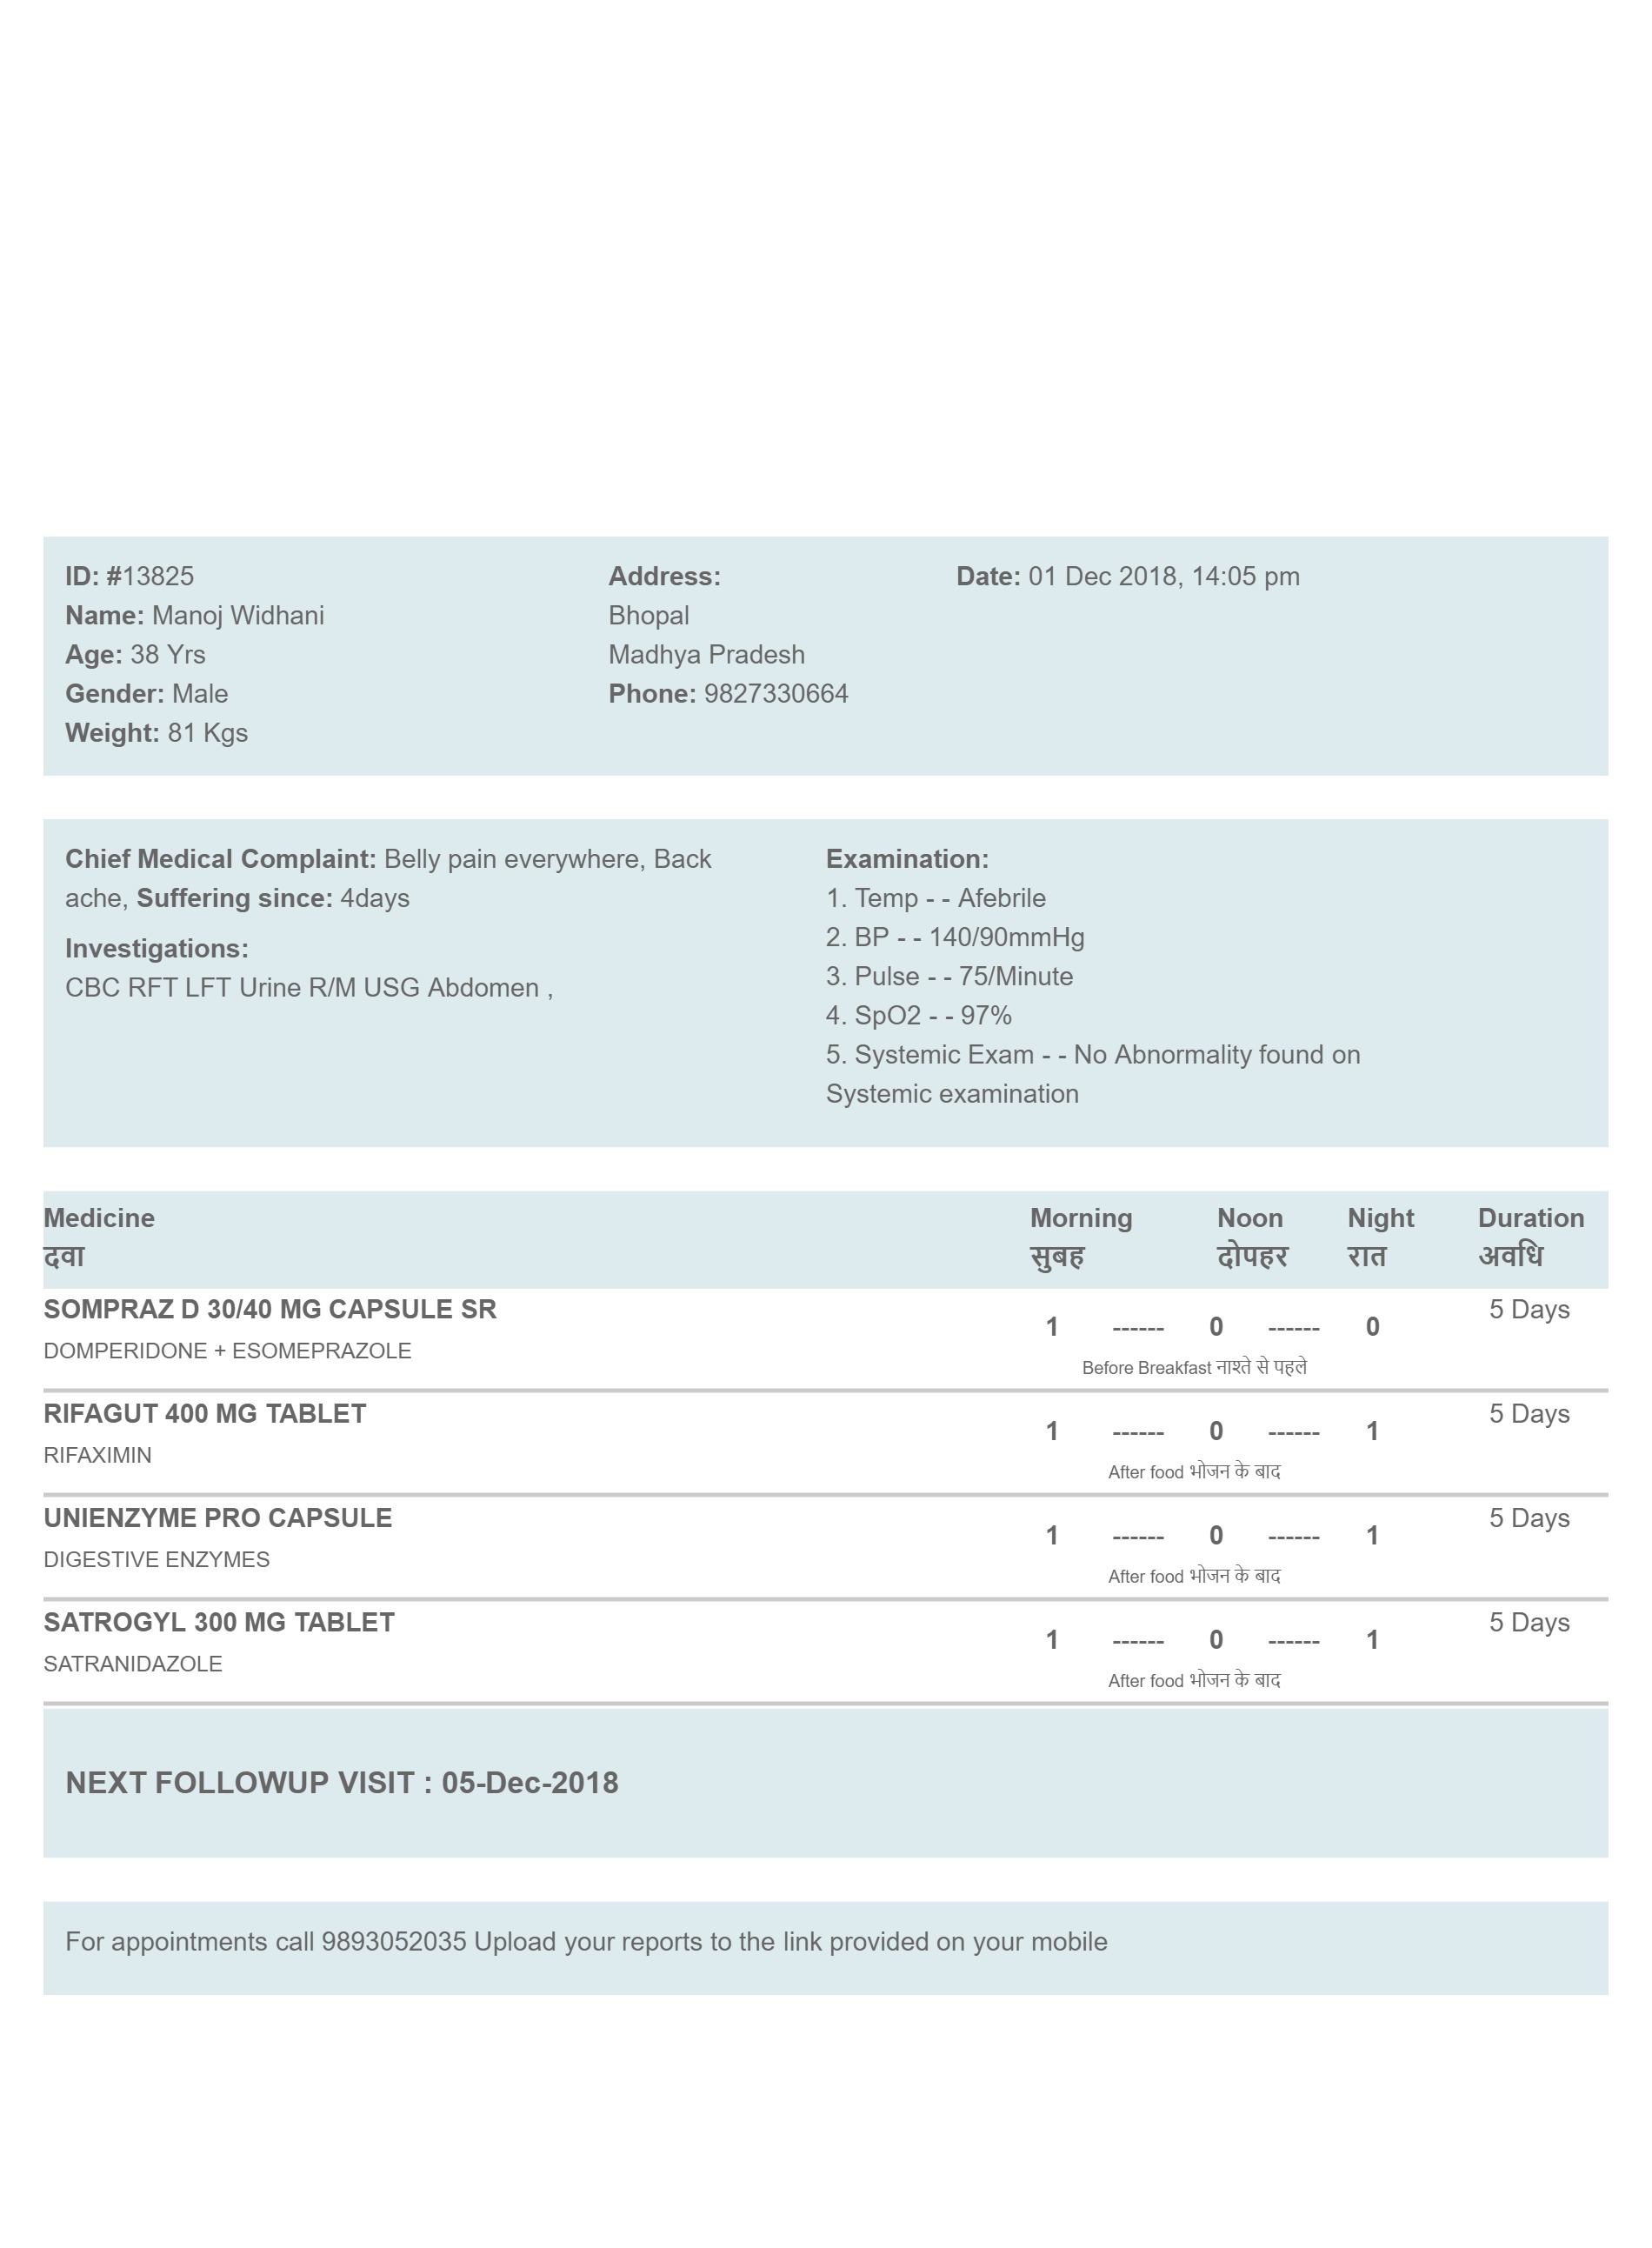 ID: #13825
Name: Manoj Widhani
Age: 38 Yrs
Gender: Male
Weight: 81 Kgs
Address:
Bhopal
Madhya Pradesh
Phone: 9827330664
Date: 01 Dec 2018, 14:05 pm
Chief Medical Complaint: Belly pain everywhere, Back
ache, Suffering since: 4days
Investigations:
CBC RFT LFT Urine R/M USG Abdomen ,
Examination:
1. Temp - - Afebrile
2. BP - - 140/90mmHg
3. Pulse - - 75/Minute
4. SpO2 - - 97%
5. Systemic Exam - - No Abnormality found on
Systemic examination
Medicine Morning Noon Night Duration
दवा सुबह दोपहर रात अवधि
SOMPRAZ D 30/40 MG CAPSULE SR 1 ------ 0 ------ 0 5 Days
DOMPERIDONE + ESOMEPRAZOLE Before Breakfast नाश्ते से पहले
RIFAGUT 400 MG TABLET 1 ------ 0 ------ 1 5 Days
RIFAXIMIN After food भोजन के बाद
UNIENZYME PRO CAPSULE 1 ------ 0 ------ 1 5 Days
DIGESTIVE ENZYMES After food भोजन के बाद
SATROGYL 300 MG TABLET 1 ------ 0 ------ 1 5 Days
SATRANIDAZOLE After food भोजन के बाद
NEXT FOLLOWUP VISIT : 05-Dec-2018
For appointments call 9893052035 Upload your reports to the link provided on your mobile